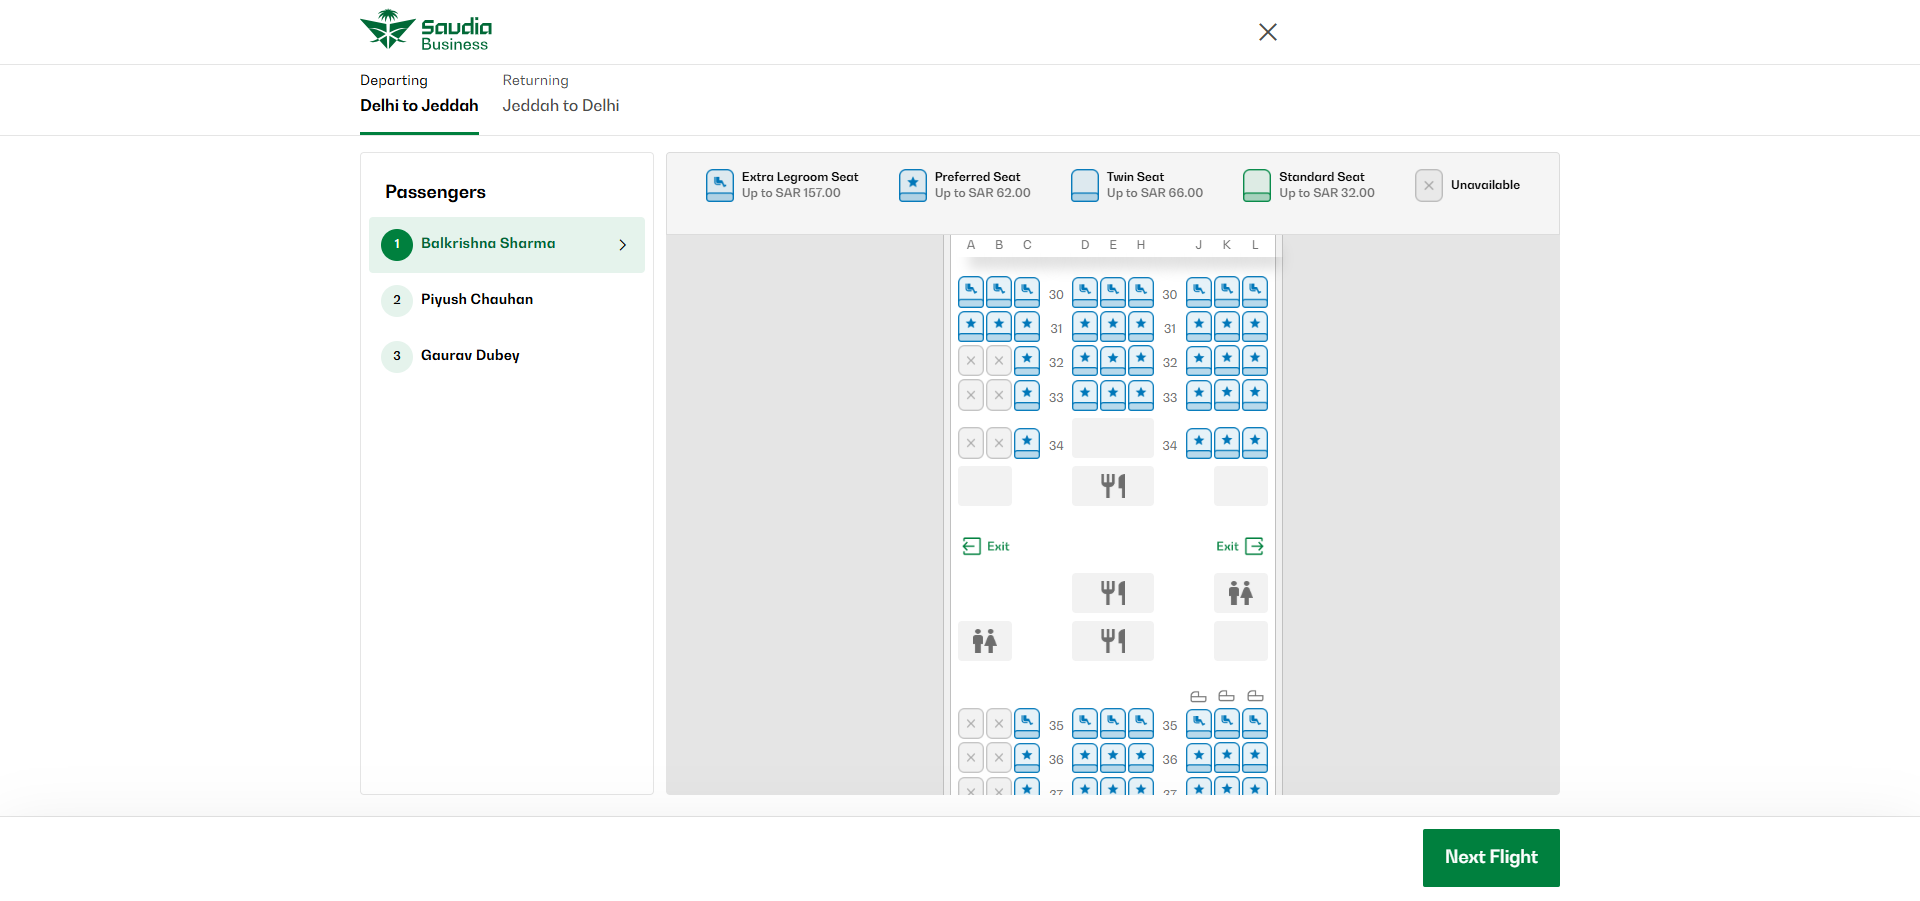 Saudia
Business
Departing
Delhi to Jeddah
Returning
Jeddah to Delhi
Passengers
1 Balkrishna Sharma
2 Piyush Chauhan
3 Gaurav Dubey
Extra Legroom Seat
Up to SAR 157.00
Preferred Seat
Up to SAR 62.00
Twin Seat
Up to SAR 66.00
Standard Seat
Up to SAR 32.00
Unavailable
A B C D E H J K L
30 30
31 31
32 32
33 33
34 34
Exit Exit
35 35
36 36
37 37
Next Flight